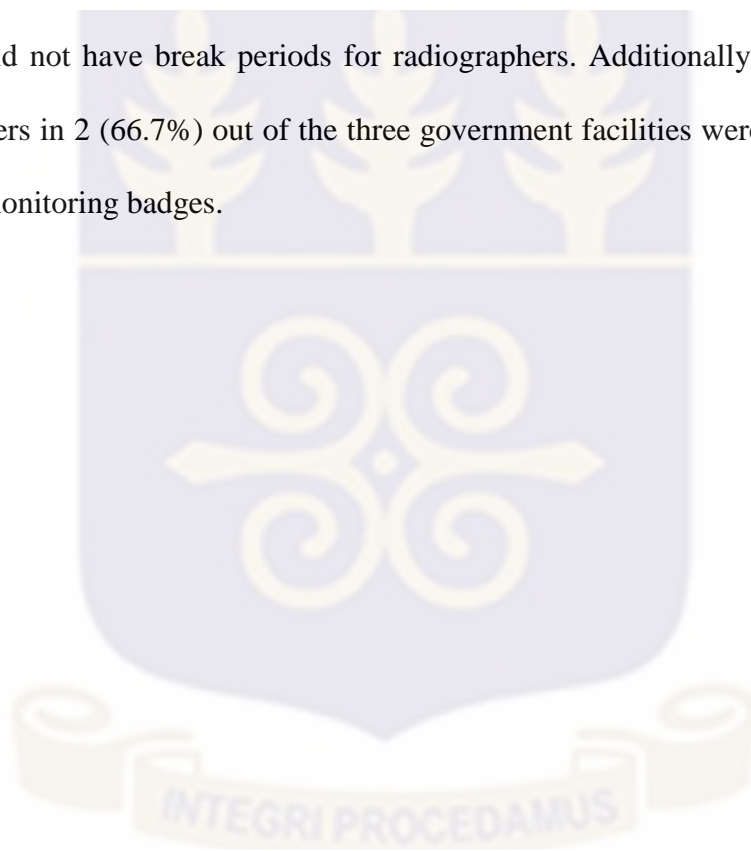 id not have break periods for radiographers. Additionally
ers in 2 (66.7%) out of the three government facilities were
onitoring badges.
INTEGRI PROCEDAMUS